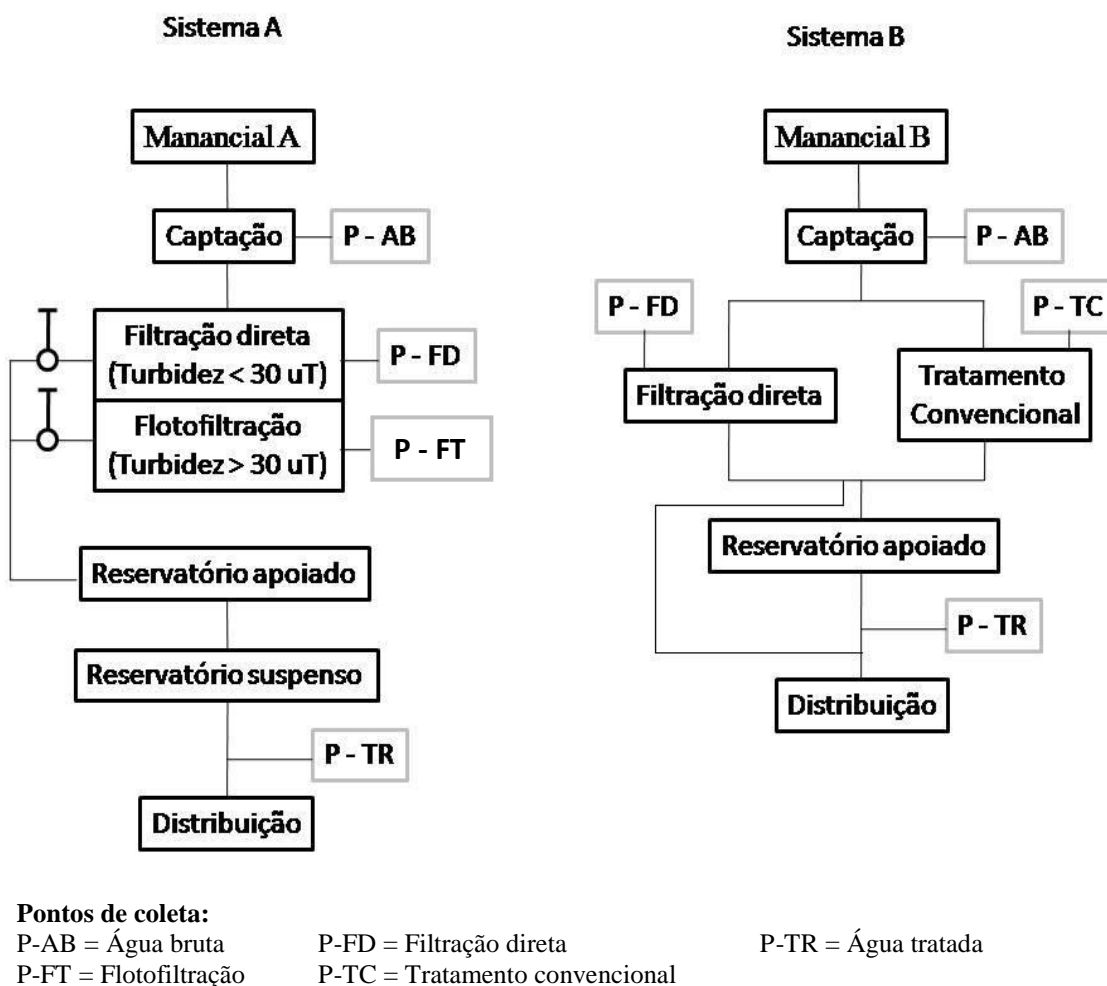 Sistema A
Manancial A
Captação
P - AB
Filtração direta
(Turbidez < 30 uT)
P - FD
Flotofiltração
(Turbidez > 30 uT)
P - FT
Reservatório apoiado
Reservatório suspenso
P - TR
Distribuição
Sistema B
Manancial B
Captação
P - AB
P - FD
P - TC
Filtração direta
Tratamento
Convencional
Reservatório apoiado
P - TR
Distribuição
Pontos de coleta:
P-AB = Água bruta P-FD = Filtração direta P-TR = Água tratada
P-FT = Flotofiltração P-TC = Tratamento convencional